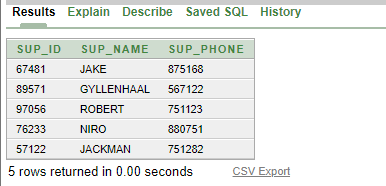 Results Explain Describe Saved SQL History
SUP_ID SUP_NAME SUP_PHONE
67481 JAKE 875168
89571 GYLLENHAAL 567122
97056 ROBERT 751123
76233 NIRO 880751
57122 JACKMAN 751282
5 rows returned in 0.00 seconds CSV Export